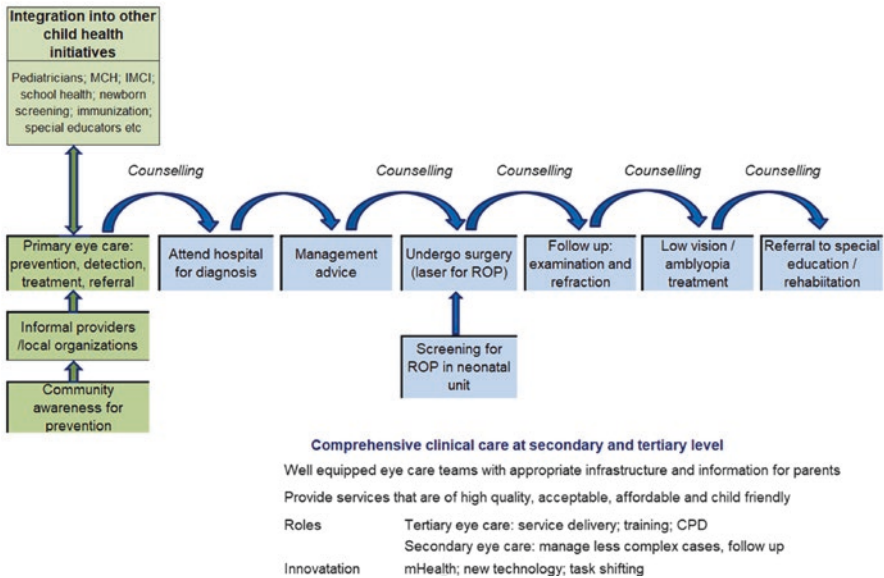 Integration into other
child health
initiatives
Pediatricians; MCH; IMCI;
school health; newborn
screening; immunization;
special educators etc
Counselling
Counselling
Counselling
Counselling
Counselling
Primary eye care:
prevention, detection,
treatment, referral
Attend hospital
for diagnosis
Management
advice
Undergo surgery
(laser for ROP)
Follow up:
examination and
refraction
Low vision /
amblyopia
treatment
Referral to special
education /
rehabiitation
Informal providers
/local organizations
Screening for
ROP in neonatal
unit
Community
awareness for
prevention
Comprehensive clinical care at secondary and tertiary level
Well equipped eye care teams with appropriate infrastructure and information for parents
Provide services that are of high quality, acceptable, affordable and child friendly
Roles Tertiary eye care: service delivery; training; CPD
Secondary eye care: manage less complex cases, follow up
Innovatation mHealth; new technology; task shifting